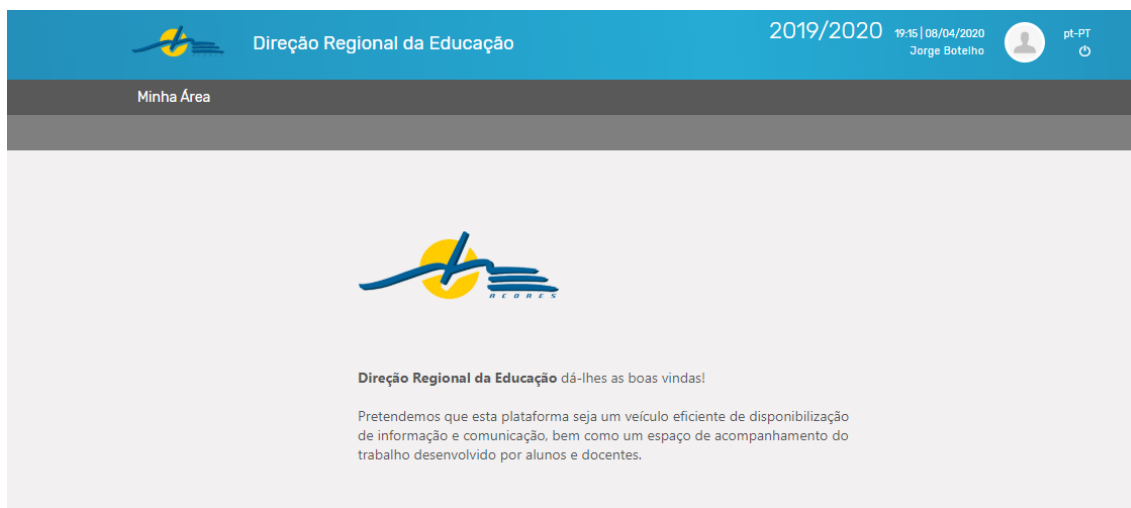 Direção Regional da Educação
2019/2020
19:15 | 08/04/2020
Jorge Botelho
pt-PT
Minha Área
ACORES
Direção Regional da Educação dá-lhes as boas vindas!
Pretendemos que esta plataforma seja um veículo eficiente de disponibilização
de informação e comunicação, bem como um espaço de acompanhamento do
trabalho desenvolvido por alunos e docentes.